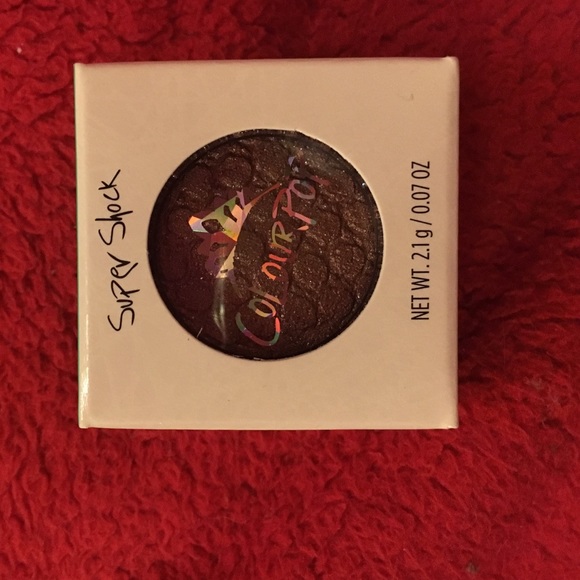 Super Shock
ColourPop
NET WT. 2.1 g / 0.07 OZ